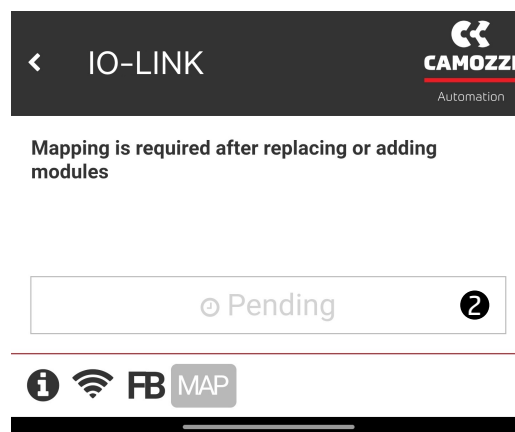 IO-LINK
CAMOZZI
Automation
Mapping is required after replacing or adding
modules
Pending
2
FB MAP